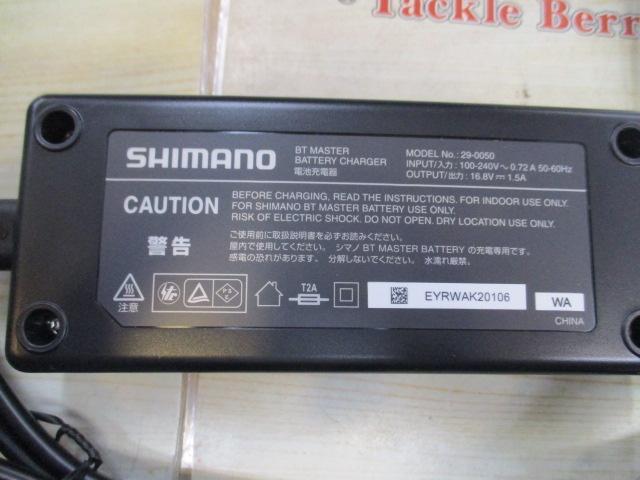 Tackle Berr
SHIMANO
BT MASTER
BATTERY CHARGER
電池充電器
MODEL No.: 29-0050
INPUT/入力: 100-240V～0.72 A 50-60Hz
OUTPUT/出力: 16.8V⎓1.5A
CAUTION
警告
BEFORE CHARGING, READ THE INSTRUCTIONS. FOR INDOOR USE ONLY.
FOR SHIMANO BT MASTER BATTERY USE ONLY.
RISK OF ELECTRIC SHOCK. DO NOT OPEN. DRY LOCATION USE ONLY.
ご使用前に取扱説明書を必ずお読みください。
屋内で使用してください。 シマノ BT MASTER BATTERY の充電専用です。
感電の恐れがあります。 分解しないでください。 水濡れ厳禁。
注意
PS
E
T2A
EYRWAK20106
WA
CHINA